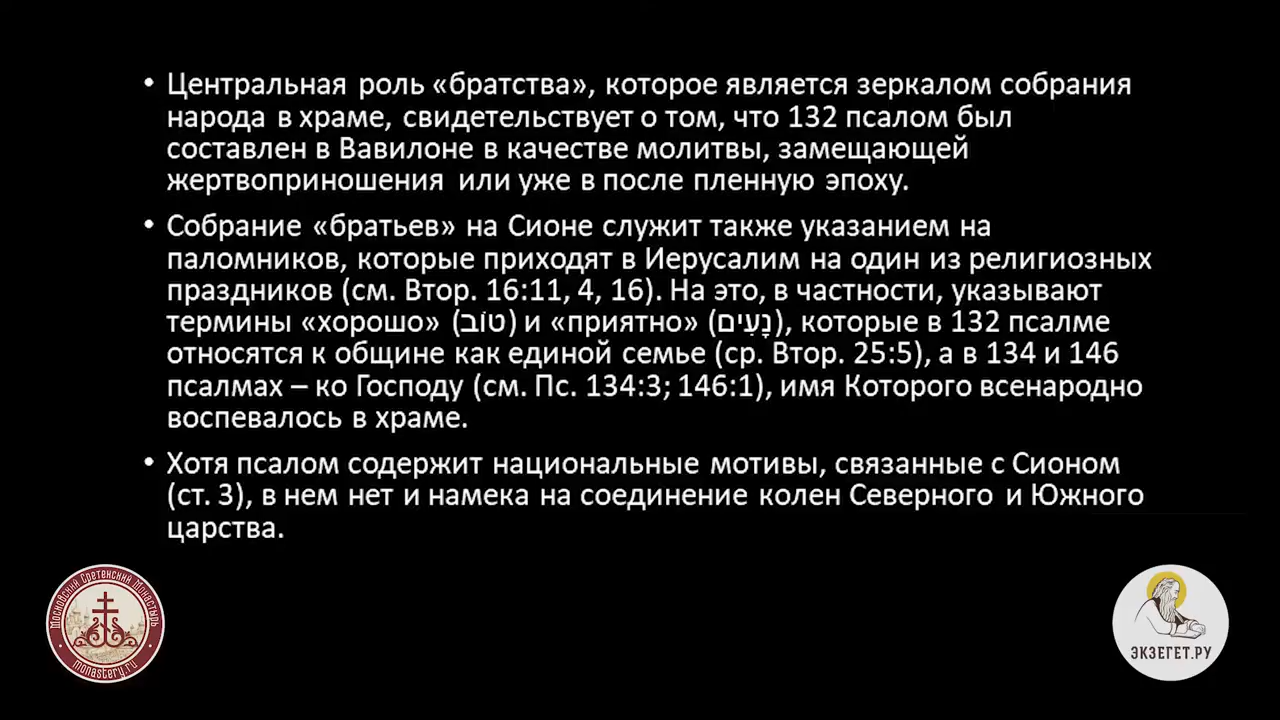 • Центральная роль «братства», которое является зеркалом собрания
народа в храме, свидетельствует о том, что 132 псалом был
составлен в Вавилоне в качестве молитвы, замещающей
жертвоприношения или уже в после пленную эпоху.
• Собрание «братьев» на Сионе служит также указанием на
паломников, которые приходят в Иерусалим на один из религиозных
праздников (см. Втор. 16:11, 4, 16). На это, в частности, указывают
термины «хорошо» (טוֹב) и «приятно» (נָעִים), которые в 132 псалме
относятся к общине как единой семье (ср. Втор. 25:5), а в 134 и 146
псалмах – ко Господу (см. Пс. 134:3; 146:1), имя Которого всенародно
воспевалось в храме.
• Хотя псалом содержит национальные мотивы, связанные с Сионом
(ст. 3), в нем нет и намека на соединение колен Северного и Южного
царства.
Московский Сретенский Монастырь
monastery.ru
ЭКЗЕГЕТ.РУ